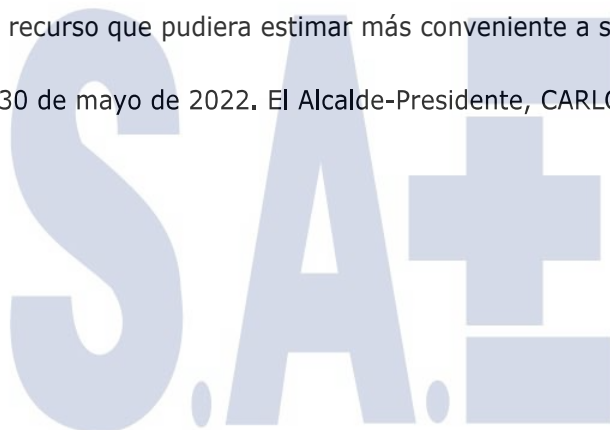 recurso que pudiera estimar más conveniente a s
30 de mayo de 2022. El Alcalde-Presidente, CARLO
S.A.